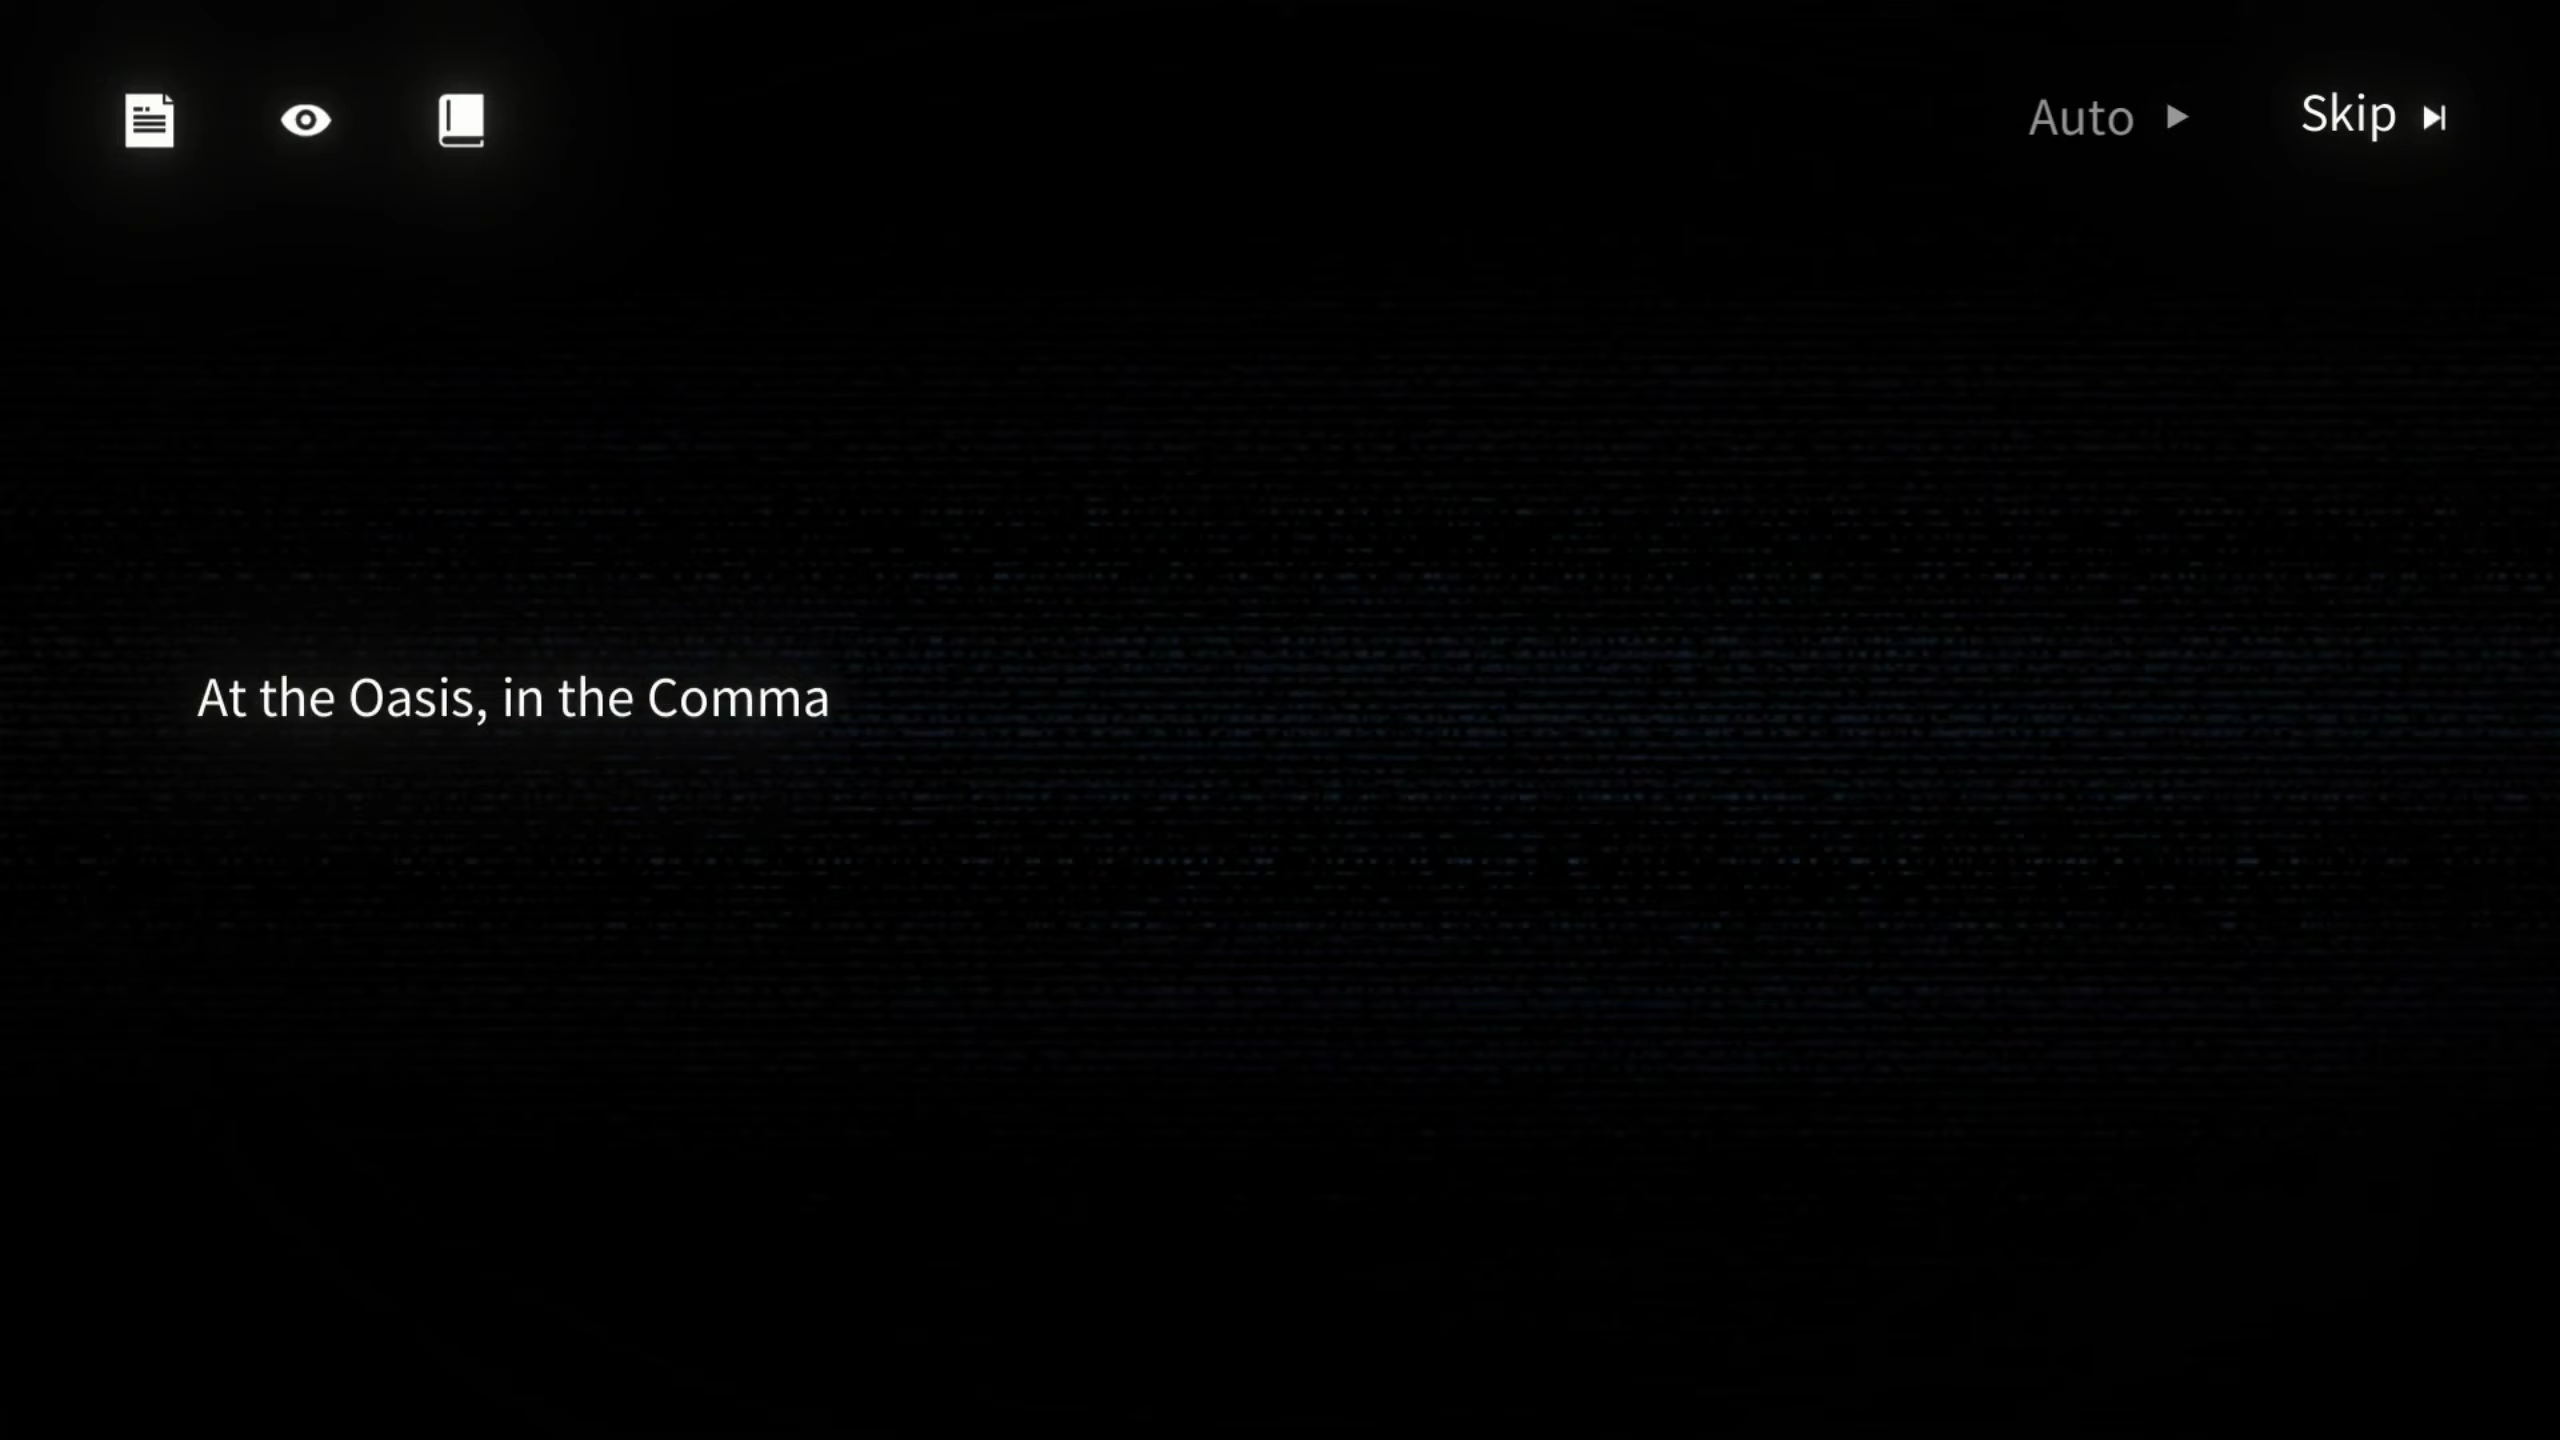 Auto
Skip
At the Oasis, in the Comma